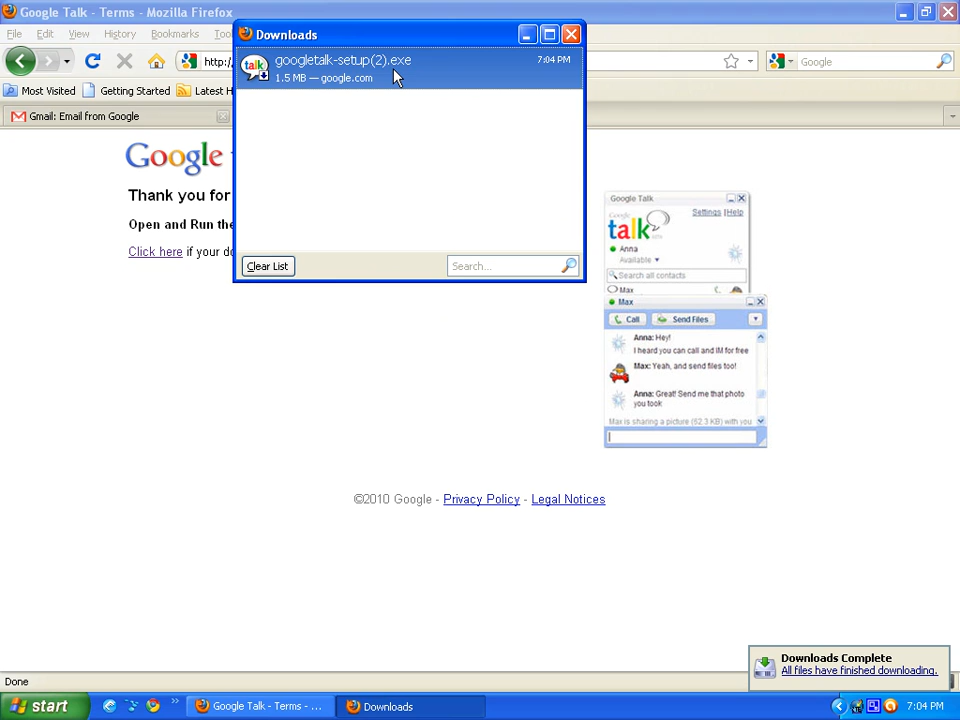 Google Talk - Terms - Mozilla Firefox
File Edit View History Bookmarks
http:/
Google
Most Visited Getting Started Latest H
Gmail: Email from Google
Downloads
googletalk-setup(2).exe
7:04 PM
1.5 MB — google.com
Clear List
Search...
Google
Thank you for
Open and Run the
Click here if your do
Google Talk
Settings Help
Google
talk
BETA
Anna
Available
Search all contacts
Max
Max
Call Send Files
Anna: Hey!
I heard you can call and IM for free
Max: Yeah, and send files too!
Anna: Great! Send me that photo
you took
Max is sharing a picture (62.3 KB) with you
©2010 Google - Privacy Policy - Legal Notices
Downloads Complete
All files have finished downloading.
Done
start
Google Talk - Terms - ...
Downloads
7:04 PM